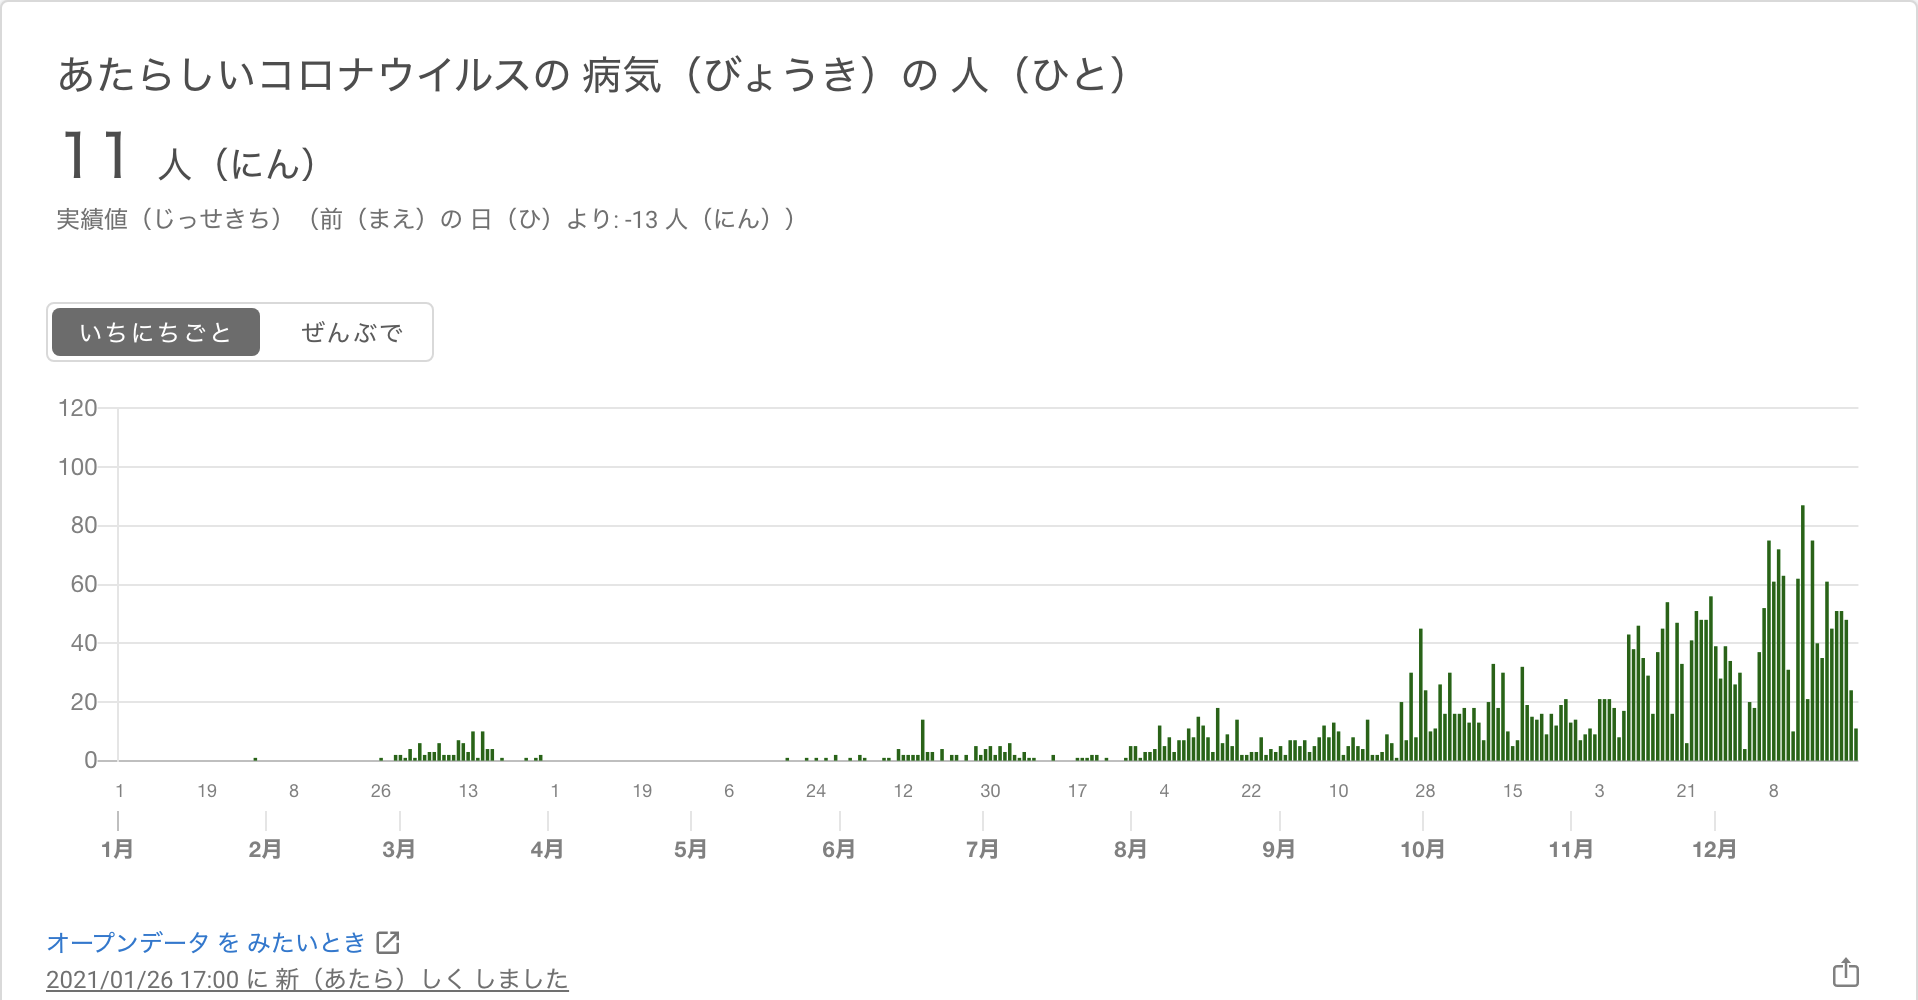 あたらしいコロナウイルスの 病気（びょうき）の 人（ひと）
11 人（にん）
実績値（じっせきち）（前（まえ）の 日（ひ）より: -13 人（にん））
いちにちごと ぜんぶで
120
100
80
60
40
20
0
1 19 8 26 13 1 19 6 24 12 30 17 4 22 10 28 15 3 21 8
1月 2月 3月 4月 5月 6月 7月 8月 9月 10月 11月 12月
オープンデータ を みたいとき
2021/01/26 17:00 に 新（あたら）しく しました